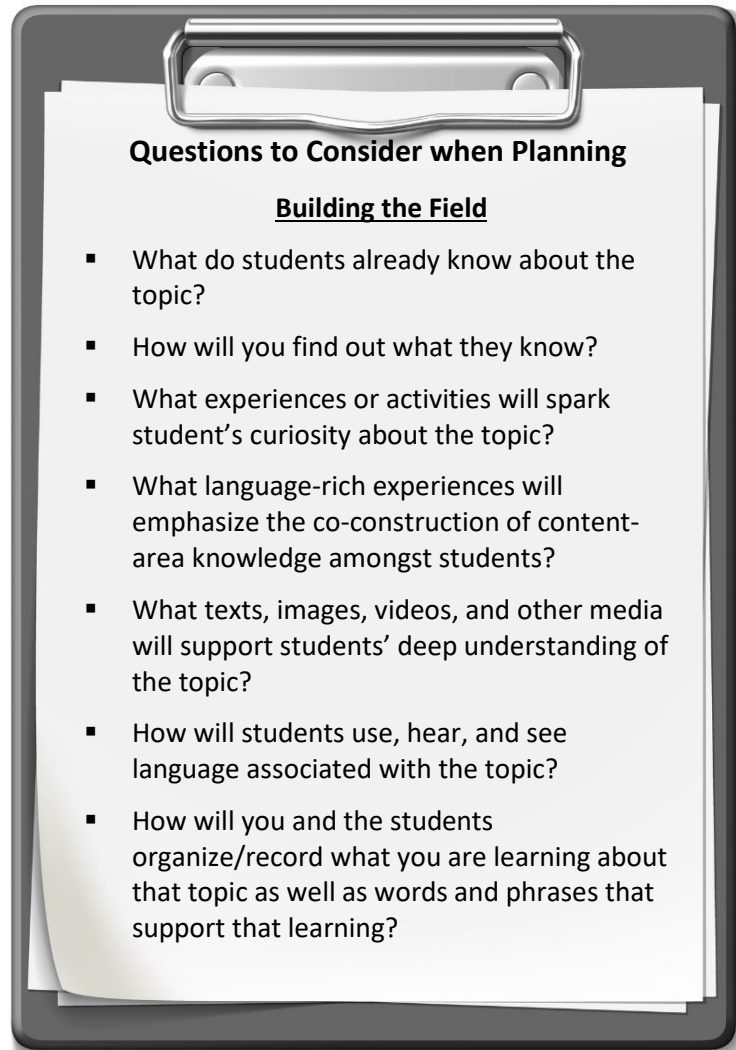 Questions to Consider when Planning
Building the Field
▪ What do students already know about the
topic?
▪ How will you find out what they know?
▪ What experiences or activities will spark
student’s curiosity about the topic?
▪ What language-rich experiences will
emphasize the co-construction of content-
area knowledge amongst students?
▪ What texts, images, videos, and other media
will support students’ deep understanding of
the topic?
▪ How will students use, hear, and see
language associated with the topic?
▪ How will you and the students
organize/record what you are learning about
that topic as well as words and phrases that
support that learning?